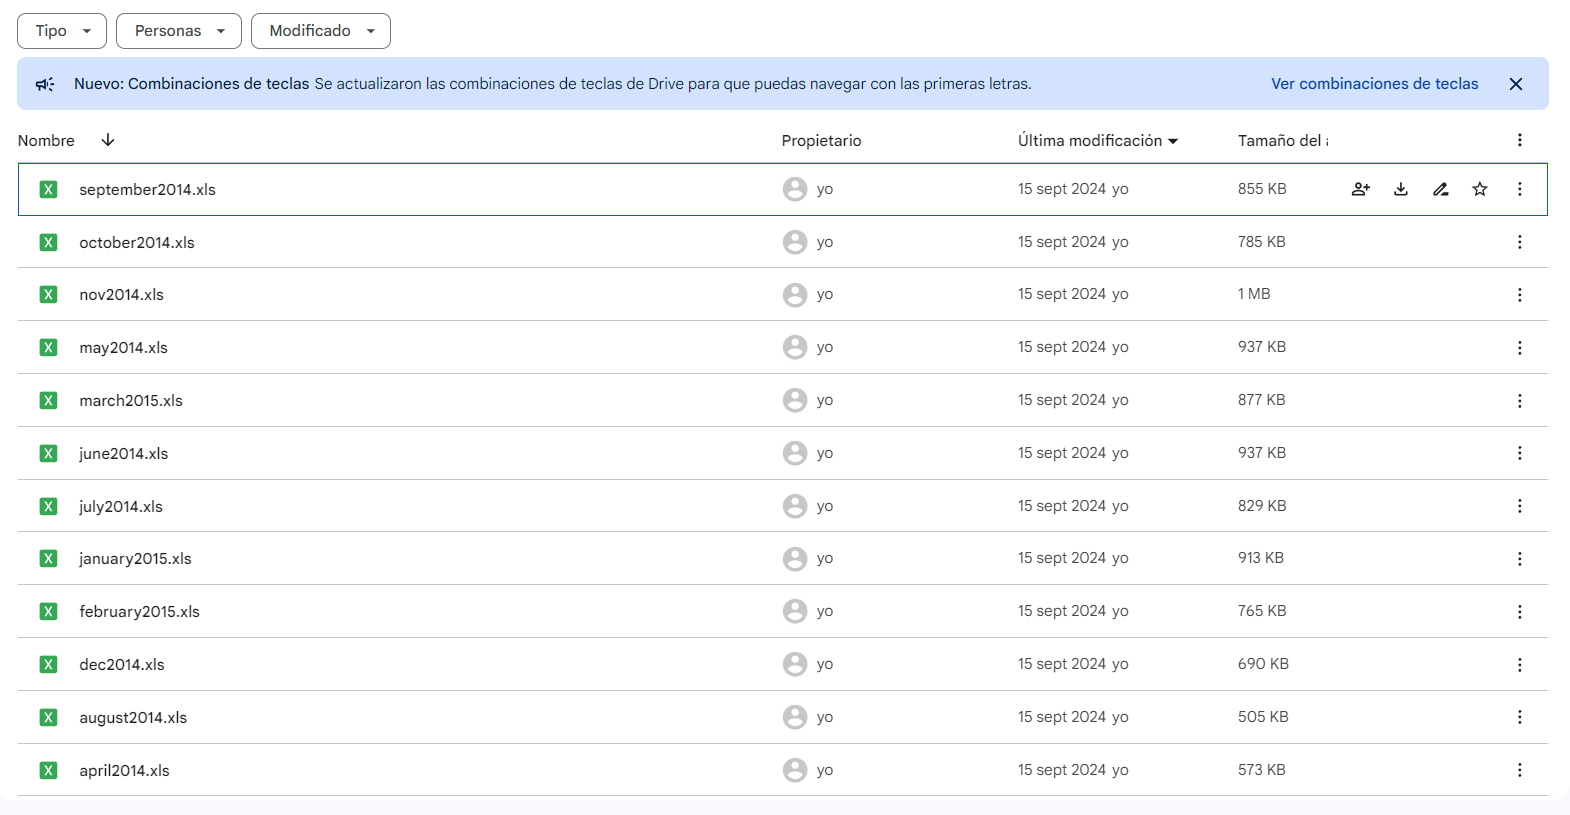 Tipo Personas Modificado
Nuevo: Combinaciones de teclas Se actualizaron las combinaciones de teclas de Drive para que puedas navegar con las primeras letras. Ver combinaciones de teclas
Nombre Propietario Última modificación Tamaño del
september2014.xls yo 15 sept 2024 yo 855 KB
october2014.xls yo 15 sept 2024 yo 785 KB
nov2014.xls yo 15 sept 2024 yo 1 MB
may2014.xls yo 15 sept 2024 yo 937 KB
march2015.xls yo 15 sept 2024 yo 877 KB
june2014.xls yo 15 sept 2024 yo 937 KB
july2014.xls yo 15 sept 2024 yo 829 KB
january2015.xls yo 15 sept 2024 yo 913 KB
february2015.xls yo 15 sept 2024 yo 765 KB
dec2014.xls yo 15 sept 2024 yo 690 KB
august2014.xls yo 15 sept 2024 yo 505 KB
april2014.xls yo 15 sept 2024 yo 573 KB